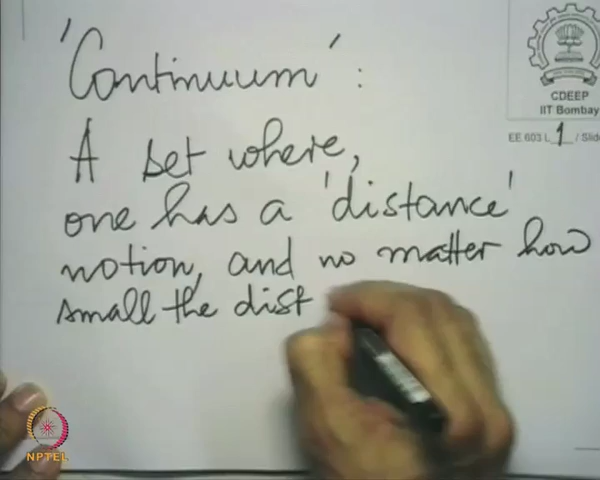 'Continuum' :
A set where,
one has a 'distance'
notion, and no matter how
small the dist
CDEEP
IIT Bombay
EE 603 L 1 / Slide
NPTEL